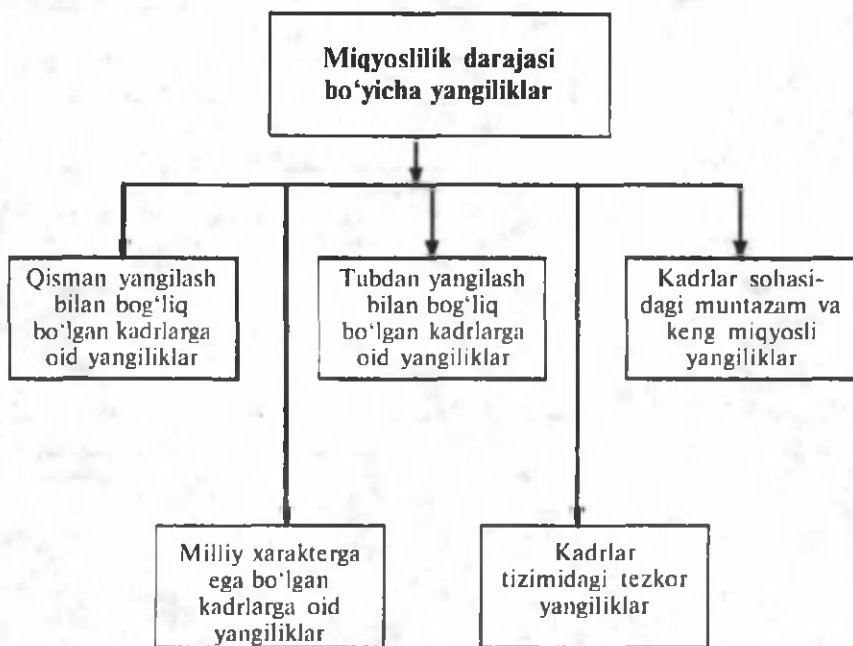 Miqyoslilik darajasi
bo‘yicha yangiliklar
Qisman yangilash
bilan bog‘liq
bo‘lgan kadrlarga
oid yangiliklar
Tubdan yangilash
bilan bog‘liq
bo‘lgan kadrlarga
oid yangiliklar
Kadrlar sohasi-
dagi muntazam va
keng miqyosli
yangiliklar
Milliy xarakterga
ega bo‘lgan
kadrlarga oid
yangiliklar
Kadrlar
tizimidagi tezkor
yangiliklar